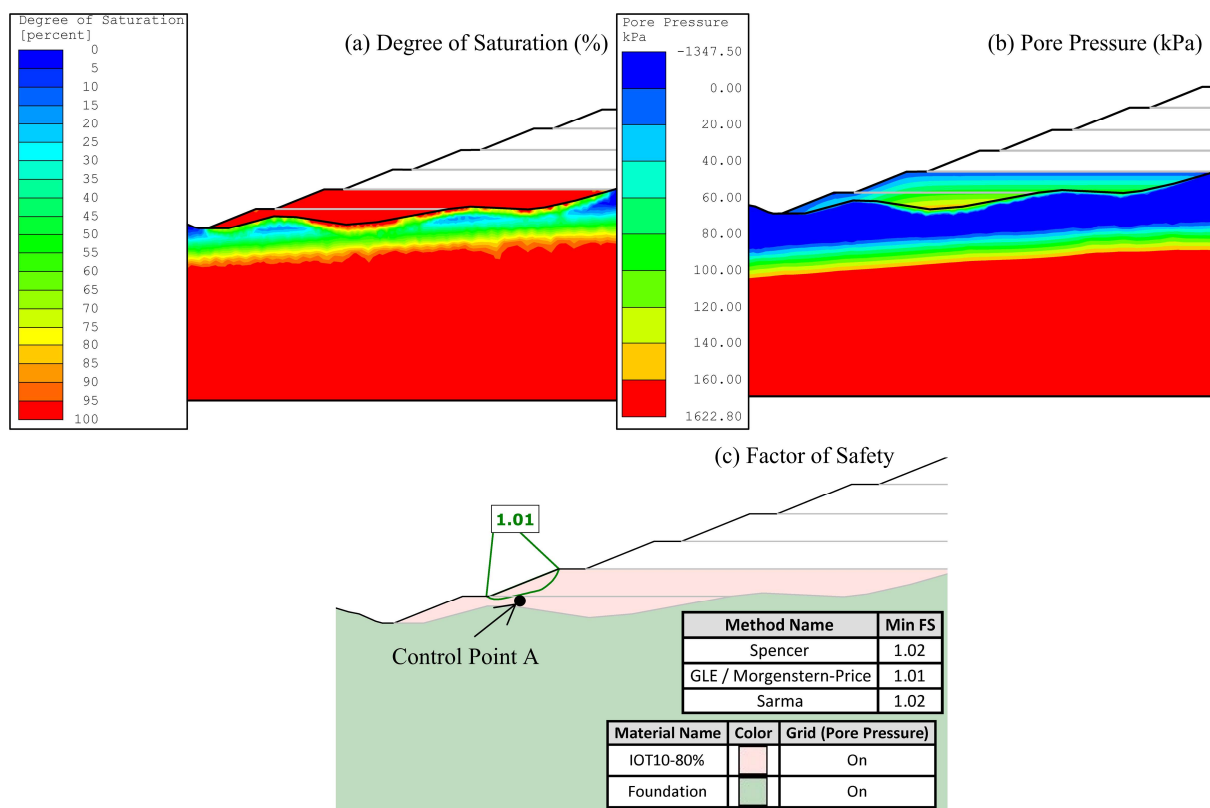 Degree of Saturation
[percent]
0
5
10
15
20
25
30
35
40
45
50
55
60
65
70
75
80
85
90
95
100
(a) Degree of Saturation (%)
Pore Pressure
kPa
-1347.50
0.00
20.00
40.00
60.00
80.00
100.00
120.00
140.00
160.00
1622.80
(b) Pore Pressure (kPa)
(c) Factor of Safety
1.01
Control Point A
Method Name Min FS
Spencer 1.02
GLE / Morgenstern-Price 1.01
Sarma 1.02
Material Name Color Grid (Pore Pressure)
IOT10-80% On
Foundation On